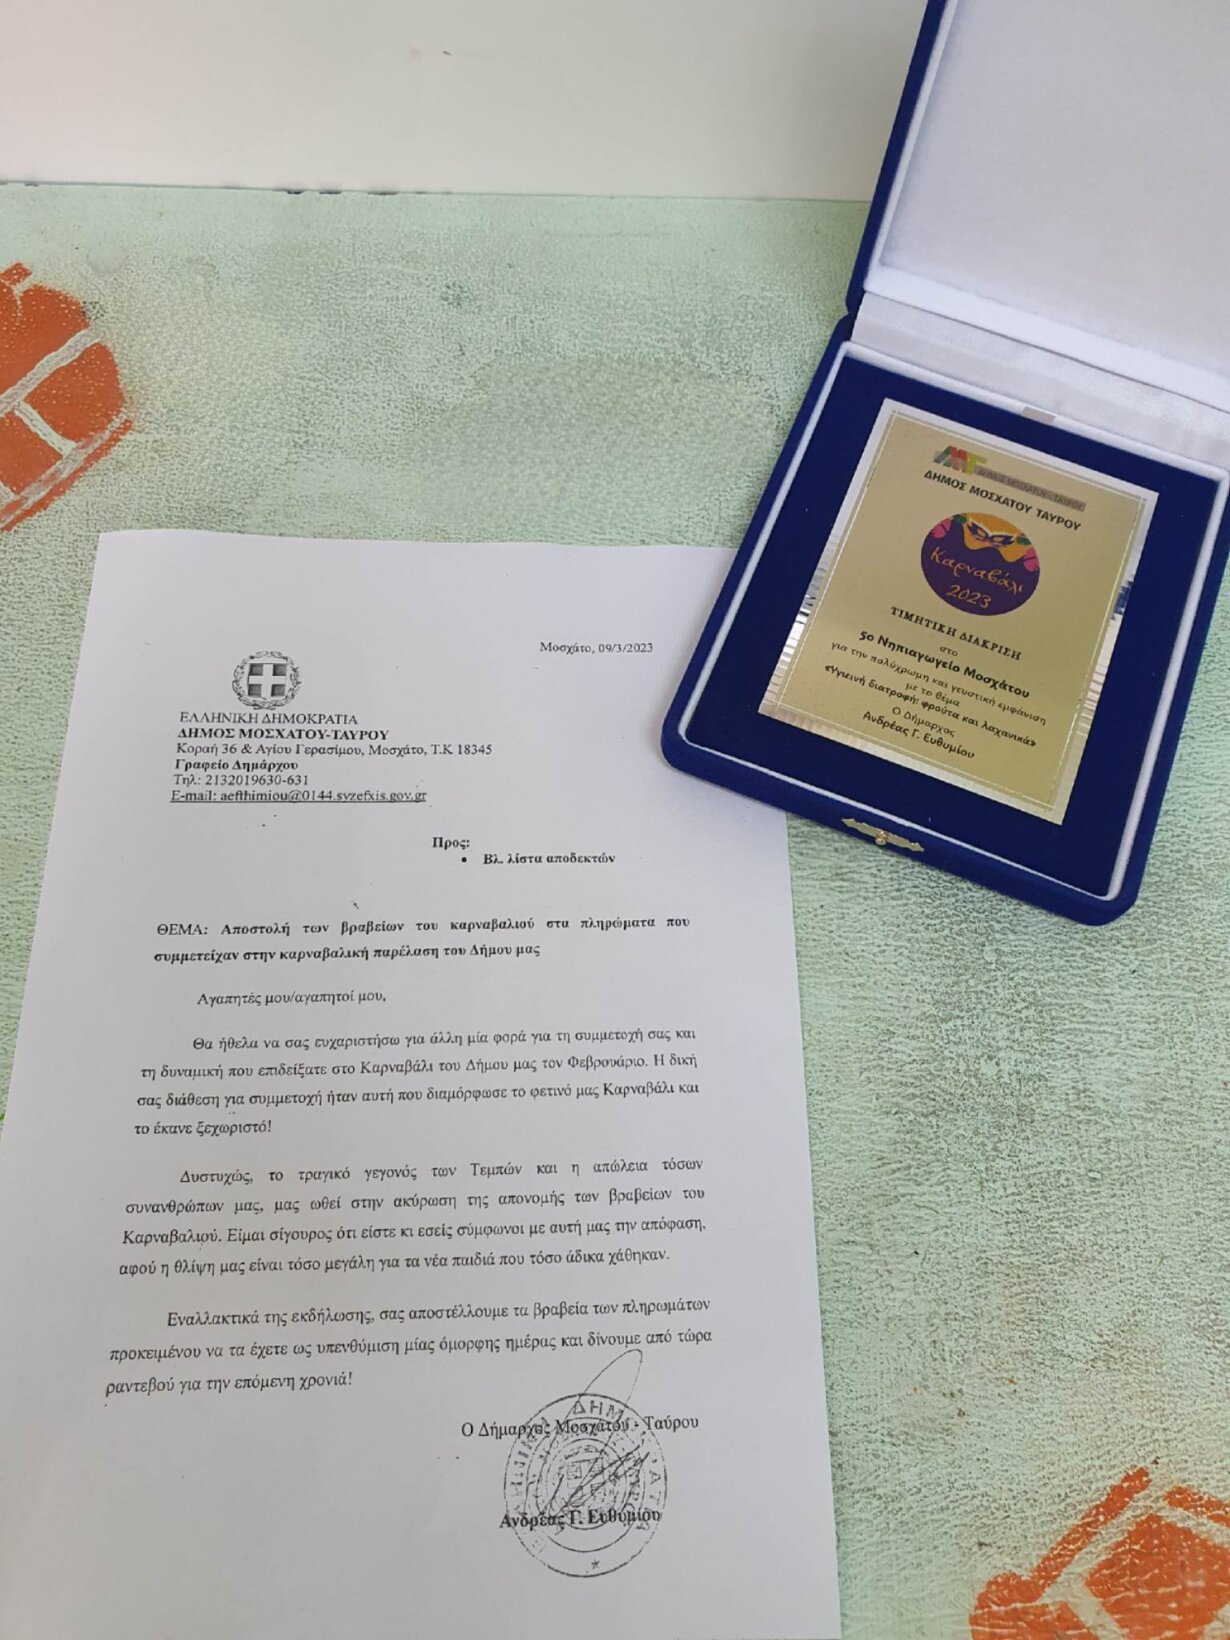 Μοσχάτο, 09/3/2023
ΕΛΛΗΝΙΚΗ ΔΗΜΟΚΡΑΤΙΑ
ΔΗΜΟΣ ΜΟΣΧΑΤΟΥ-ΤΑΥΡΟΥ
Κοραή 36 & Αγίου Γερασίμου, Μοσχάτο, Τ.Κ 18345
Γραφείο Δημάρχου
Τηλ.: 2132019630-631
E-mail: aefthimiou@0144.syzefxis.gov.gr
Προς:
• Βλ. λίστα αποδεκτών
ΘΕΜΑ: Αποστολή των βραβείων του καρναβαλιού στα πληρώματα που
συμμετείχαν στην καρναβαλική παρέλαση του Δήμου μας
Αγαπητές μου/αγαπητοί μου,
Θα ήθελα να σας ευχαριστήσω για άλλη μία φορά για τη συμμετοχή σας και
τη δυναμική που επιδείξατε στο Καρναβάλι του Δήμου μας τον Φεβρουάριο. Η δική
σας διάθεση για συμμετοχή ήταν αυτή που διαμόρφωσε το φετινό μας Καρναβάλι και
το έκανε ξεχωριστό!
Δυστυχώς, το τραγικό γεγονός των Τεμπών και η απώλεια τόσων
συνανθρώπων μας, μας ωθεί στην ακύρωση της απονομής των βραβείων του
Καρναβαλιού. Είμαι σίγουρος ότι είστε κι εσείς σύμφωνοι με αυτή μας την απόφαση,
αφού η θλίψη μας είναι τόσο μεγάλη για τα νέα παιδιά που τόσο άδικα χάθηκαν.
Εναλλακτικά της εκδήλωσης, σας αποστέλλουμε τα βραβεία των πληρωμάτων
προκειμένου να τα έχετε ως υπενθύμιση μίας όμορφης ημέρας και δίνουμε από τώρα
ραντεβού για την επόμενη χρονιά!
Ο Δήμαρχος Μοσχάτου - Ταύρου
Ανδρέας Γ. Ευθυμίου
ΔΗΜΟΣ ΜΟΣΧΑΤΟΥ - ΤΑΥΡΟΥ
ΔΗΜΟΣ ΜΟΣΧΑΤΟΥ ΤΑΥΡΟΥ
Καρναβάλι
2023
ΤΙΜΗΤΙΚΗ ΔΙΑΚΡΙΣΗ
στο
5ο Νηπιαγωγείο Μοσχάτου
για την πολύχρωμη και γευστική εμφάνιση
με το θέμα
«Υγιεινή διατροφή: φρούτα και λαχανικά»
Ο Δήμαρχος
Ανδρέας Γ. Ευθυμίου